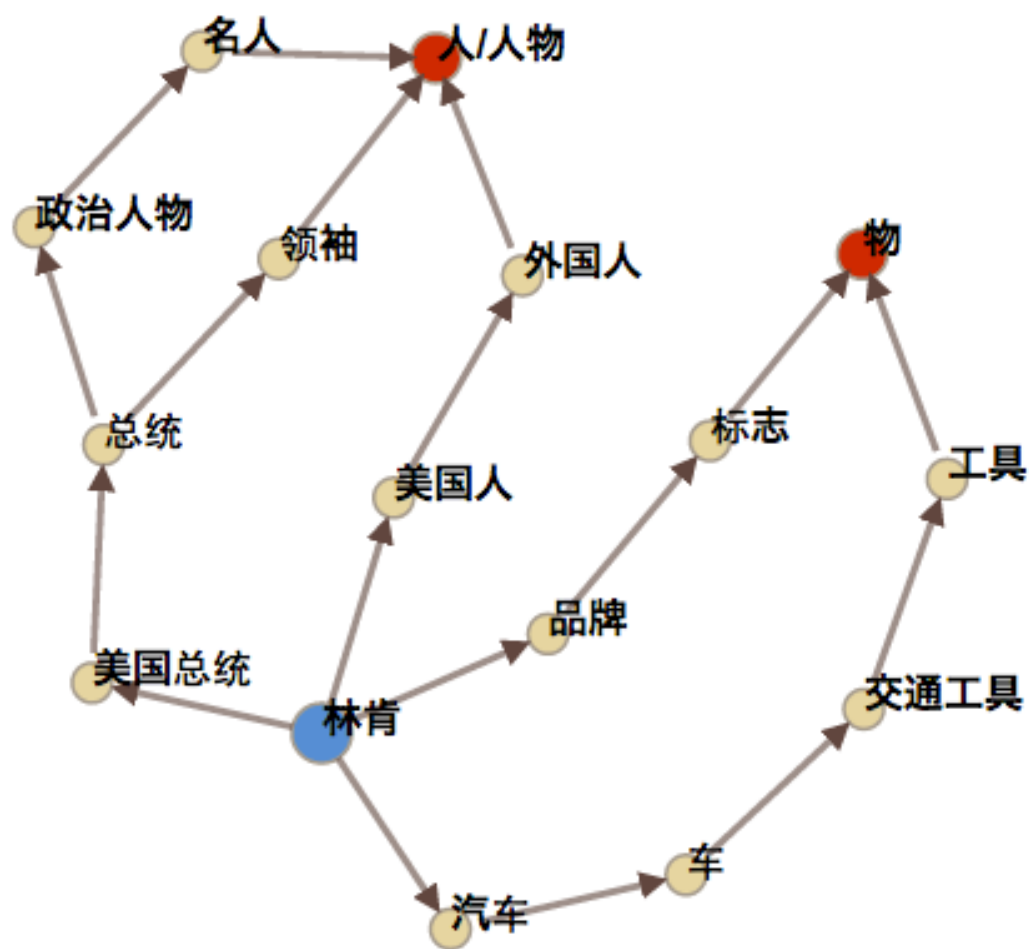 名人
人/人物
政治人物
领袖
外国人
物
总统
标志
美国人
工具
品牌
美国总统
林肯
交通工具
车
汽车